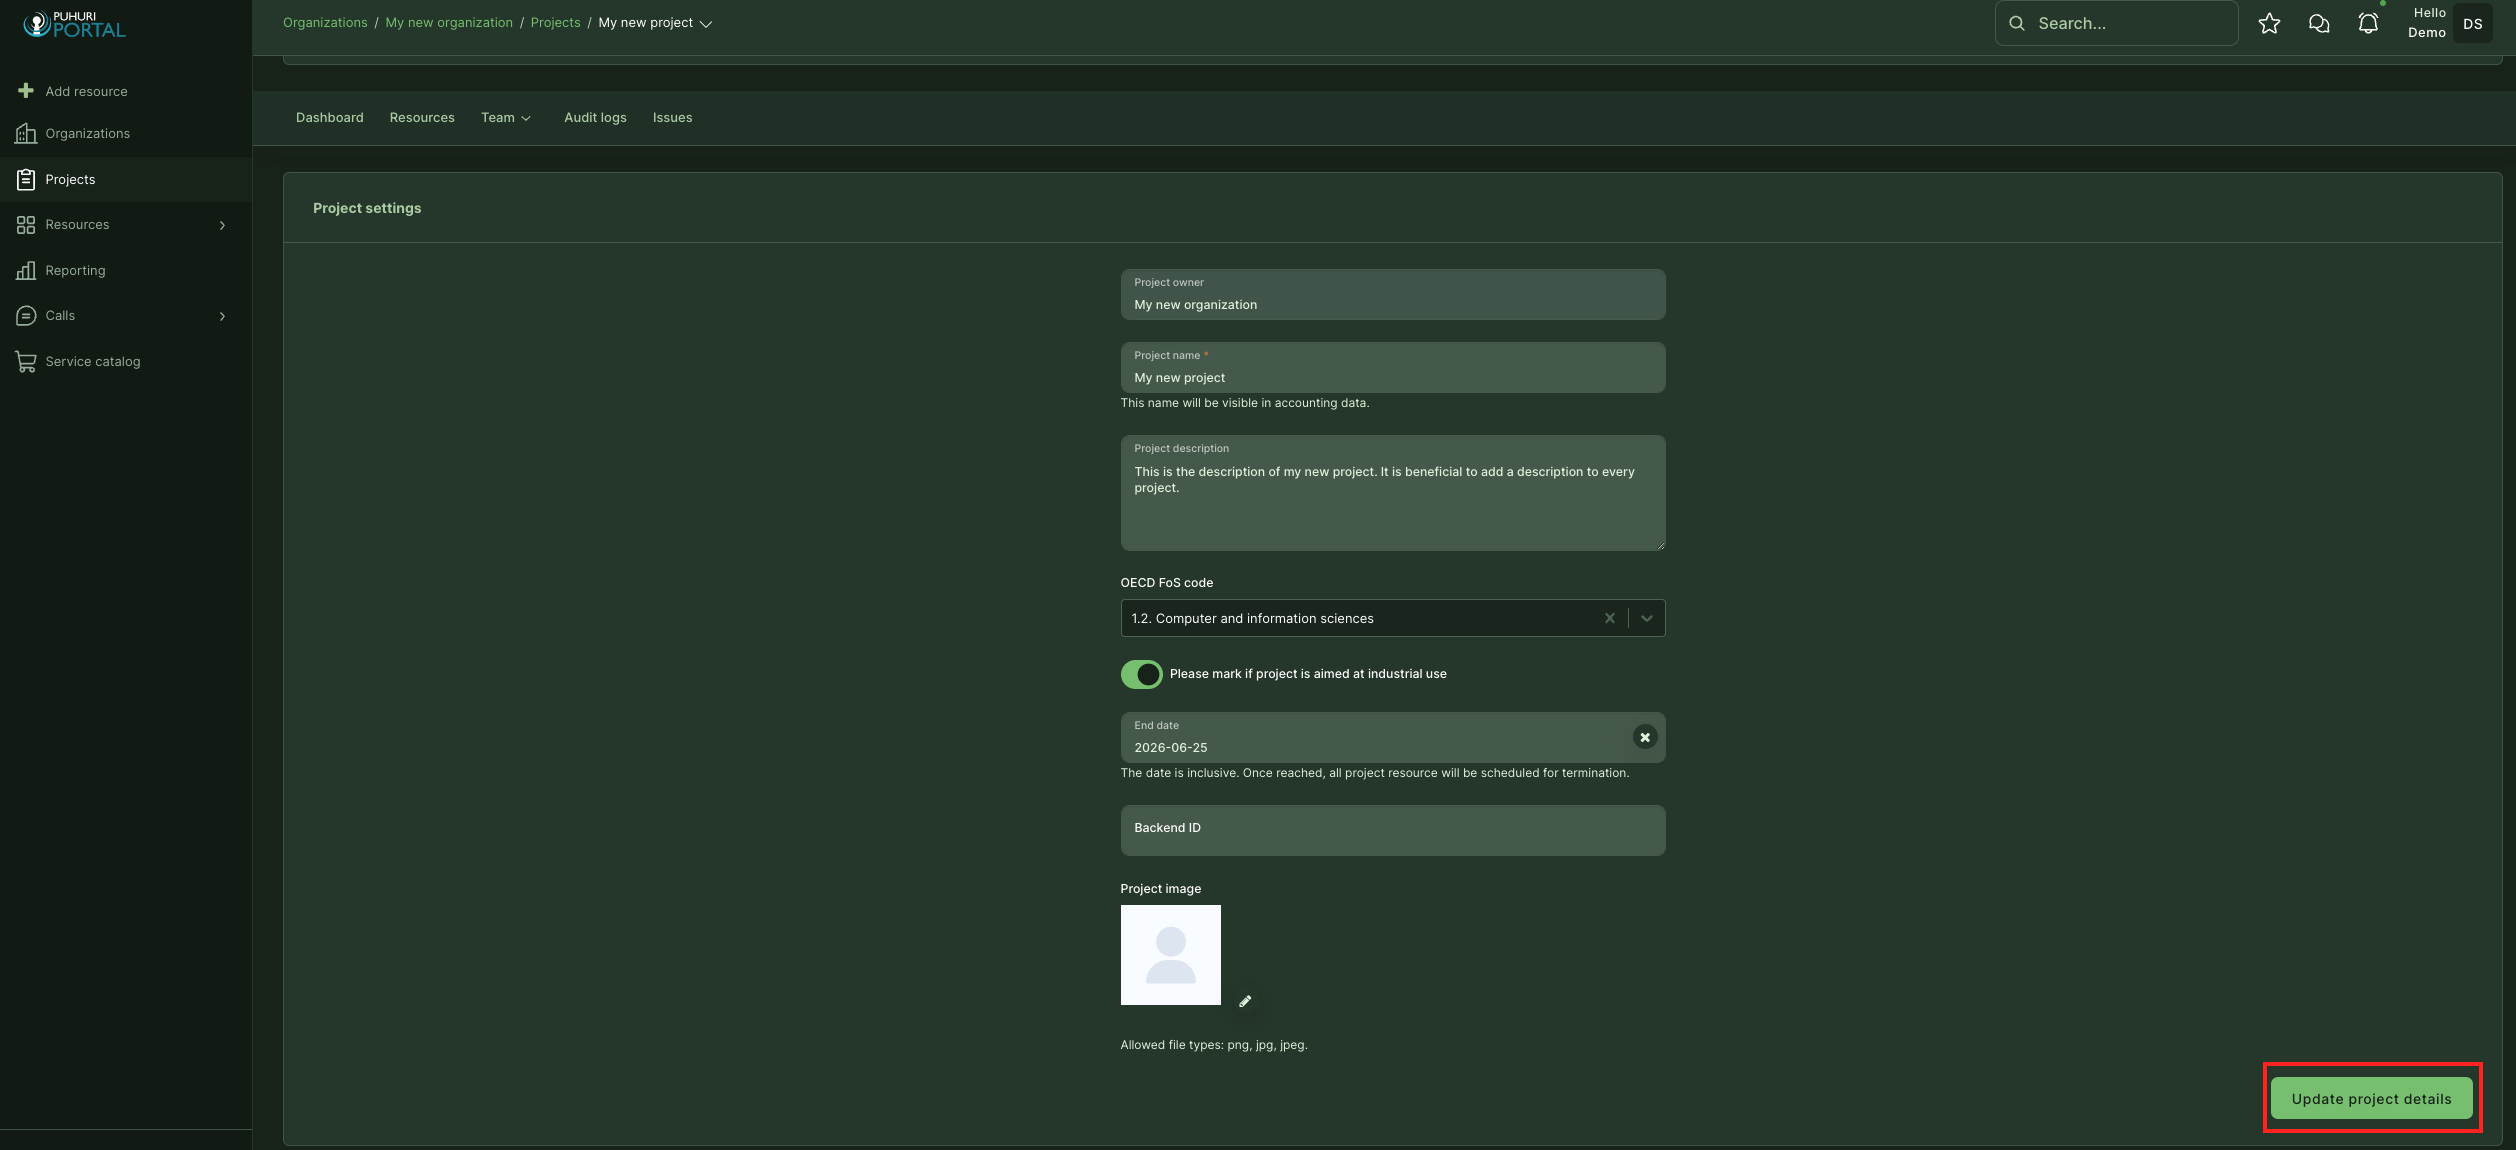 PUHURI
PORTAL
Organizations / My new organization / Projects / My new project
Search...
Hello
Demo
DS
Add resource
Organizations
Projects
Resources
Reporting
Calls
Service catalog
Dashboard
Resources
Team
Audit logs
Issues
Project settings
Project owner
My new organization
Project name *
My new project
This name will be visible in accounting data.
Project description
This is the description of my new project. It is beneficial to add a description to every
project.
OECD FoS code
1.2. Computer and information sciences
Please mark if project is aimed at industrial use
End date
2026-06-25
The date is inclusive. Once reached, all project resource will be scheduled for termination.
Backend ID
Project image
Allowed file types: png, jpg, jpeg.
Update project details